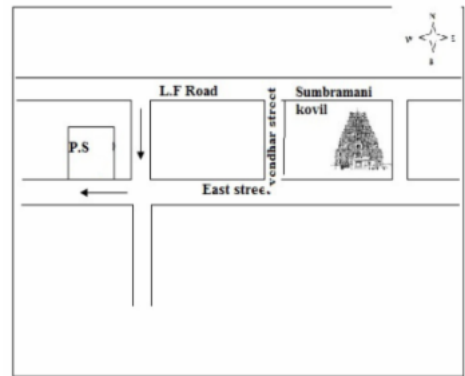 N
W E
S
L.F Road
Sumbramani
kovil
vendhar street
P.S
East street